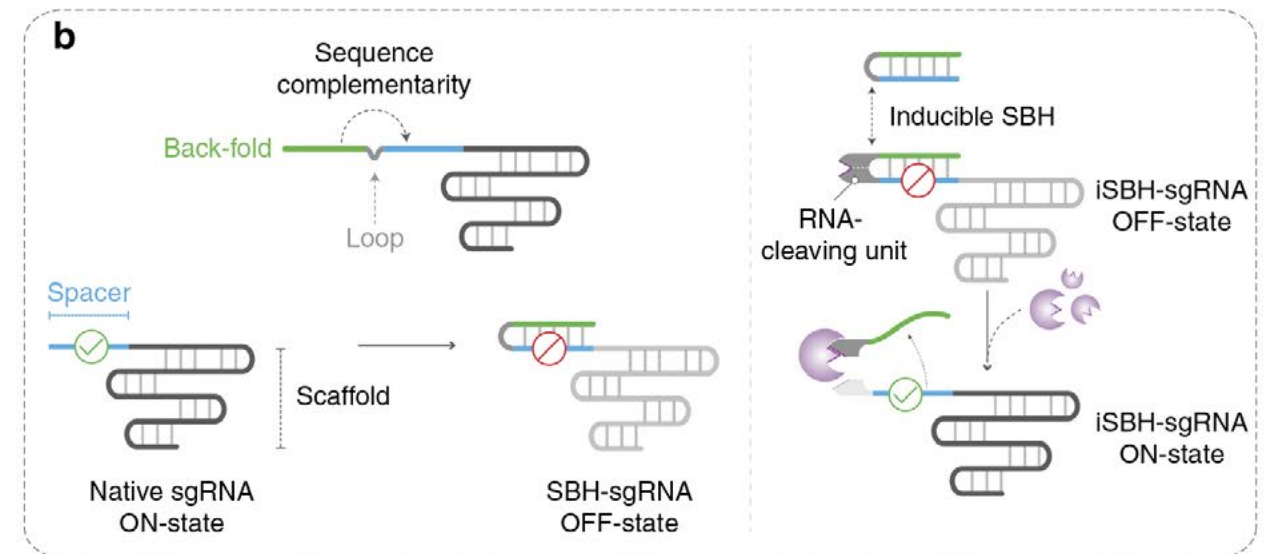 b
Sequence
complementarity
Back-fold
Loop
Spacer
Scaffold
Native sgRNA
ON-state
SBH-sgRNA
OFF-state
Inducible SBH
RNA-
cleaving unit
iSBH-sgRNA
OFF-state
iSBH-sgRNA
ON-state